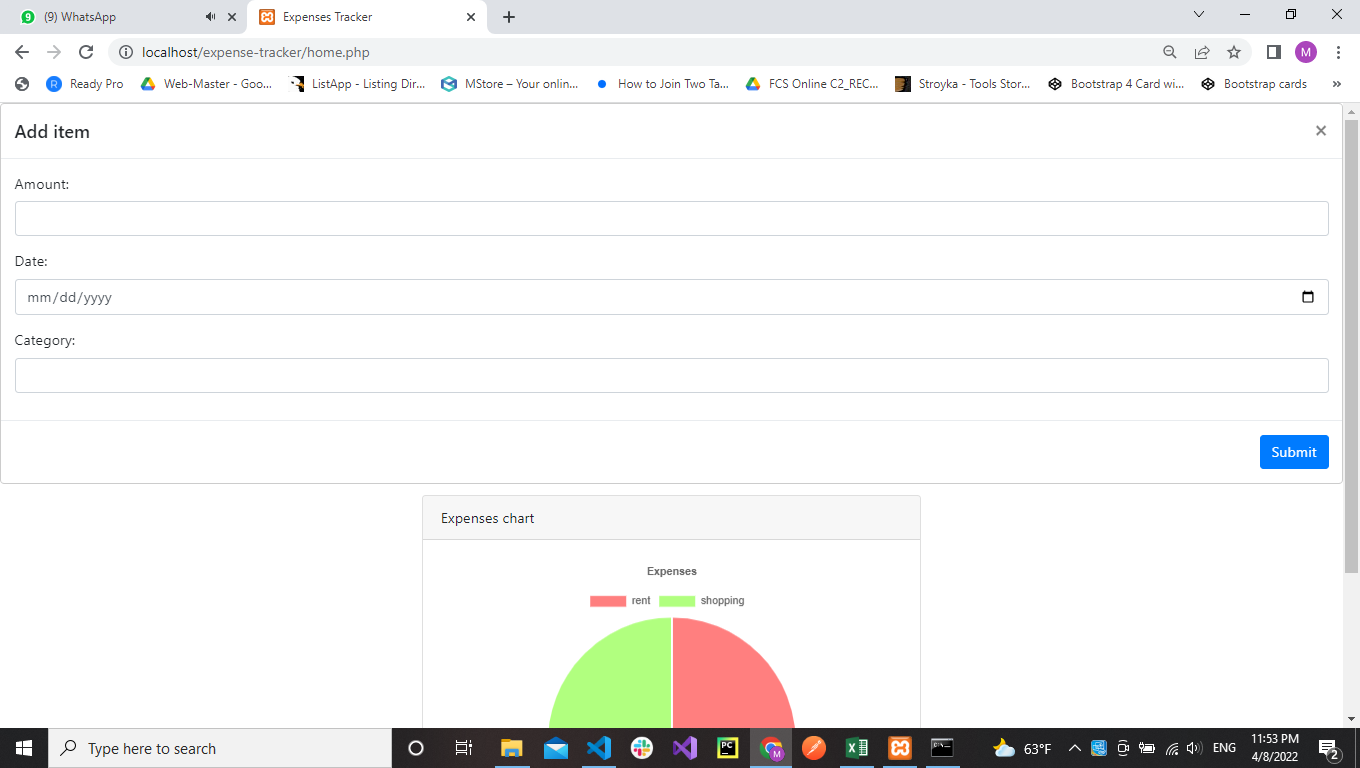 9 (9) WhatsApp
Expenses Tracker
localhost/expense-tracker/home.php
M
R Ready Pro
Web-Master - Goo...
ListApp - Listing Dir...
MStore – Your onlin...
How to Join Two Ta...
FCS Online C2_REC...
Stroyka - Tools Stor...
Bootstrap 4 Card wi...
Bootstrap cards
»
Add item
×
Amount:
Date:
mm/dd/yyyy
Category:
Submit
Expenses chart
Expenses
rent
shopping
Type here to search
PC
M
63°F
ENG
11:53 PM
4/8/2022
2